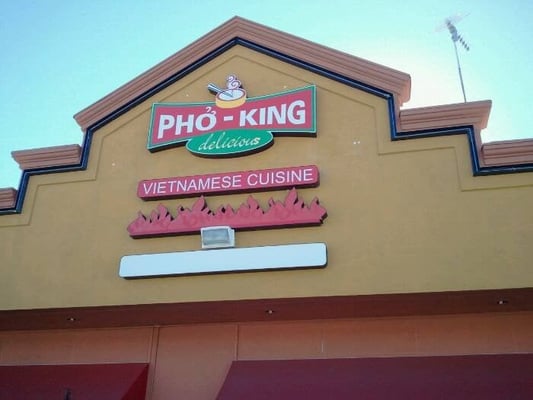 PHỞ - KING
delicious
VIETNAMESE CUISINE